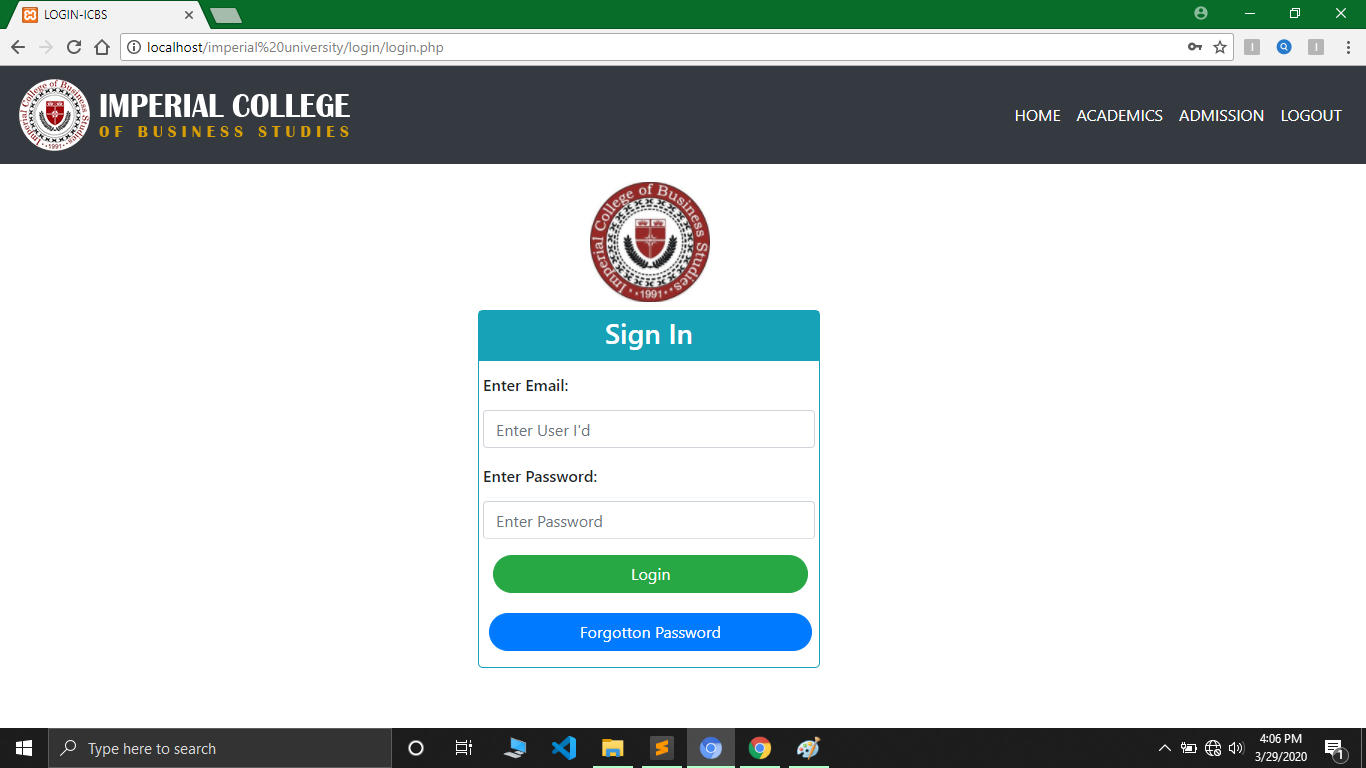 LOGIN-ICBS
localhost/imperial%20university/login/login.php
Imperial College of Business Studies
1991
IMPERIAL COLLEGE
OF BUSINESS STUDIES
HOME ACADEMICS ADMISSION LOGOUT
Imperial College of Business Studies
1991
Sign In
Enter Email:
Enter User I'd
Enter Password:
Enter Password
Login
Forgotton Password
Type here to search
4:06 PM
3/29/2020
1